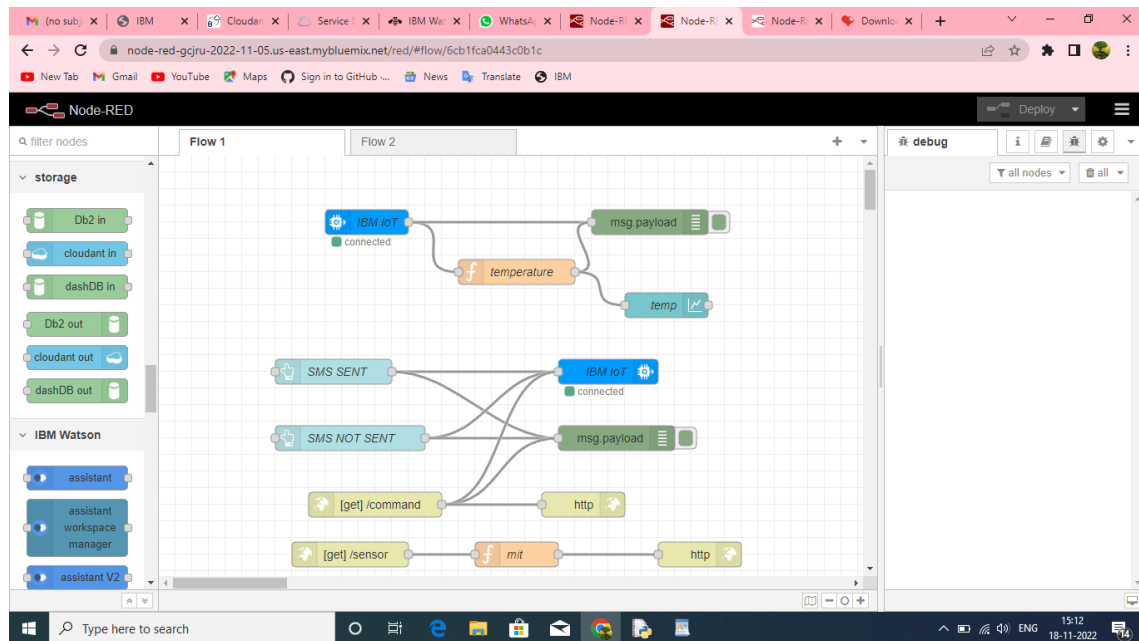 (no subj
IBM
Cloudan
Service D
IBM Wat
WhatsAp
Node-RE
Node-RE
Node-RE
Downloa
node-red-gcjru-2022-11-05.us-east.mybluemix.net/red/#flow/6cb1fca0443c0b1c
New Tab Gmail YouTube Maps Sign in to GitHub ·... News Translate IBM
Node-RED
Deploy
filter nodes
Flow 1
Flow 2
debug
all nodes
all
storage
Db2 in
cloudant in
dashDB in
Db2 out
cloudant out
dashDB out
IBM Watson
assistant
assistant
workspace
manager
assistant V2
IBM IoT
connected
msg.payload
temperature
temp
SMS SENT
IBM IoT
connected
SMS NOT SENT
msg.payload
[get] /command
http
[get] /sensor
mit
http
Type here to search
ENG
15:12
18-11-2022
14